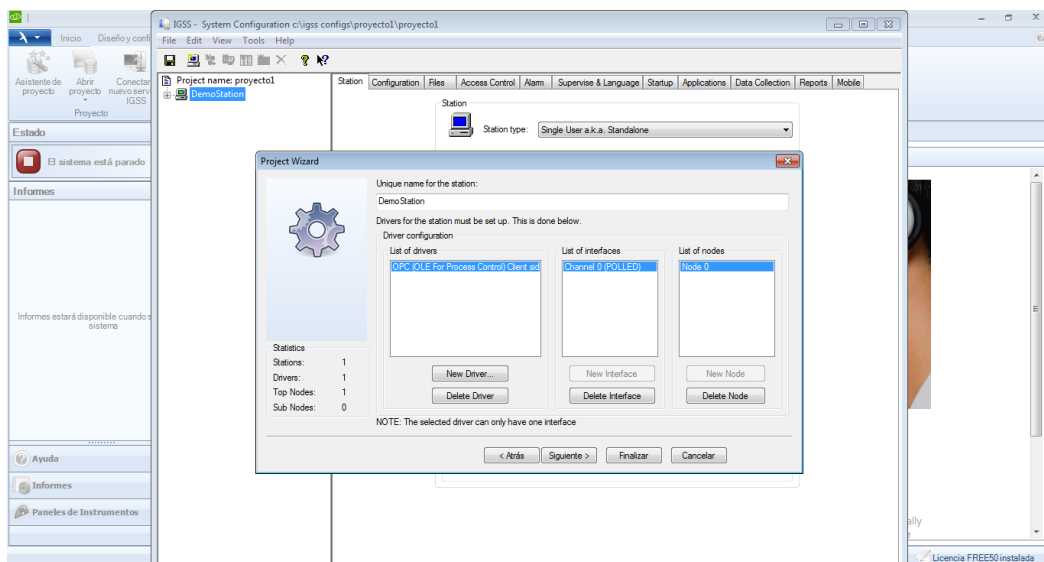 IGSS - System Configuration c:\igss configs\proyecto1\proyecto1
Inicio Diseño y confi
File Edit View Tools Help
Asistente de proyecto
Abrir proyecto
Conectar nuevo servi IGSS
Proyecto
Estado
El sistema está parado
Informes
Informes estará disponible cuando s
sistema
Ayuda
Informes
Paneles de Instrumentos
Project name: proyecto1
DemoStation
Station Configuration Files Access Control Alarm Supervise & Language Startup Applications Data Collection Reports Mobile
Station
Station type: Single User a.k.a. Standalone
Project Wizard
Unique name for the station:
DemoStation
Drivers for the station must be set up. This is done below.
Driver configuration
List of drivers
OPC (OLE For Process Control) Client sid
New Driver...
Delete Driver
List of interfaces
Channel 0 (POLLED)
New Interface
Delete Interface
List of nodes
Node 0
New Node
Delete Node
Statistics
Stations: 1
Drivers: 1
Top Nodes: 1
Sub Nodes: 0
NOTE: The selected driver can only have one interface
< Atrás Siguiente > Finalizar Cancelar
ally
Licencia FREE50 instalada